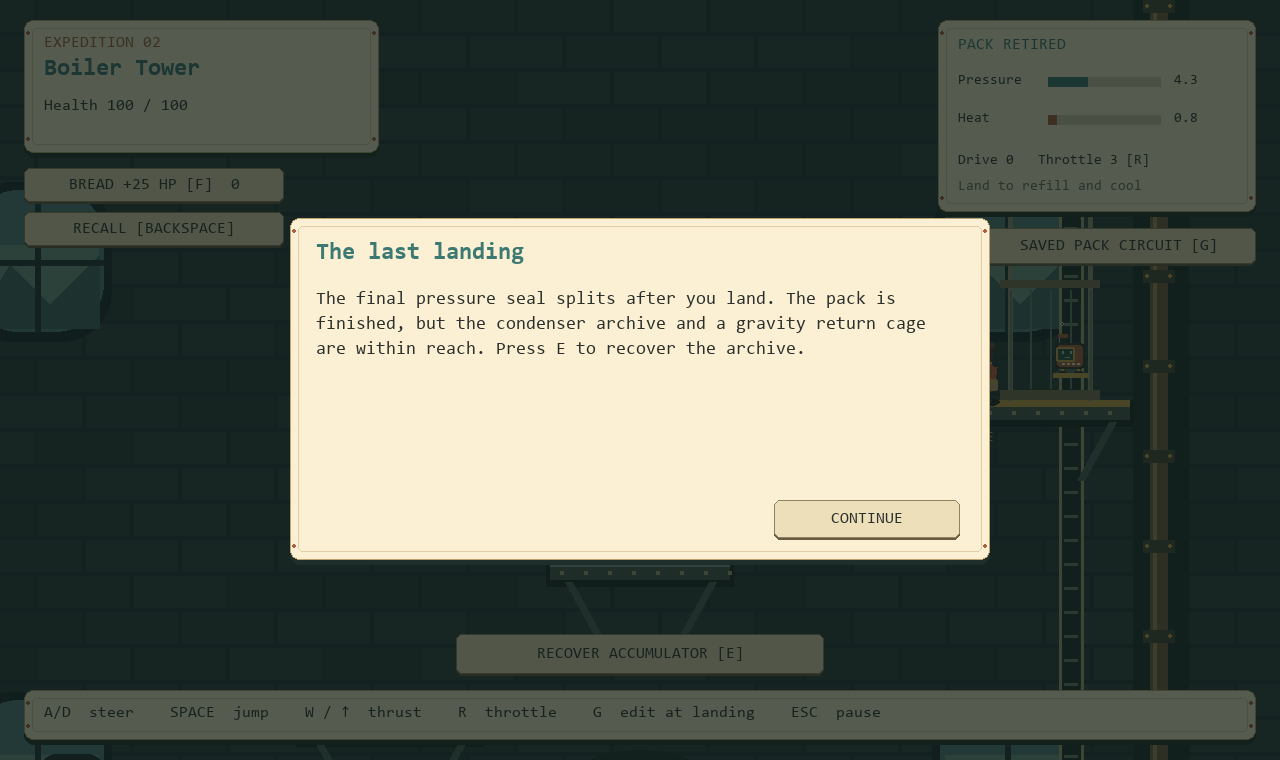 EXPEDITION 02
Boiler Tower
Health 100 / 100
BREAD +25 HP [F]  0
RECALL [BACKSPACE]
PACK RETIRED
Pressure 4.3
Heat 0.8
Drive 0   Throttle 3 [R]
Land to refill and cool
SAVED PACK CIRCUIT [G]
The last landing
The final pressure seal splits after you land. The pack is
finished, but the condenser archive and a gravity return cage
are within reach. Press E to recover the archive.
CONTINUE
RECOVER ACCUMULATOR [E]
A/D  steer    SPACE  jump    W / ↑  thrust    R  throttle    G  edit at landing    ESC  pause